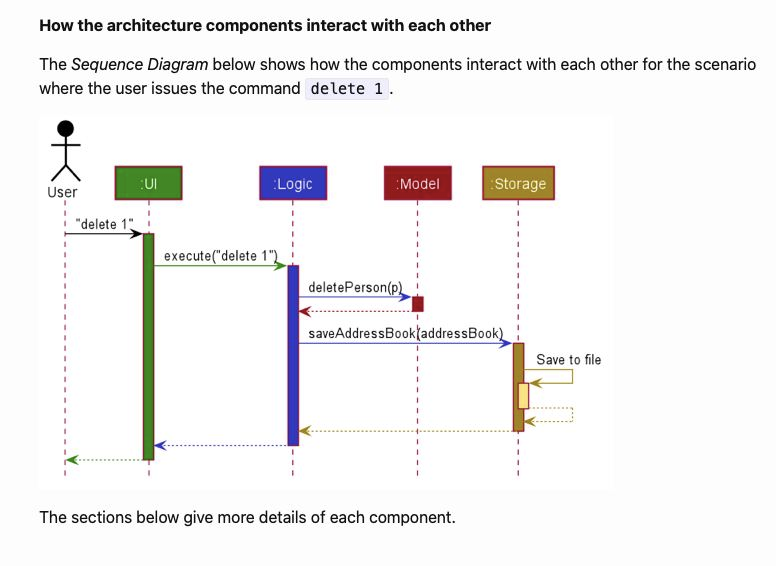 How the architecture components interact with each other
The Sequence Diagram below shows how the components interact with each other for the scenario
where the user issues the command delete 1.
User
:UI
:Logic
:Model
:Storage
"delete 1"
execute("delete 1")
deletePerson(p)
saveAddressBook(addressBook)
Save to file
The sections below give more details of each component.